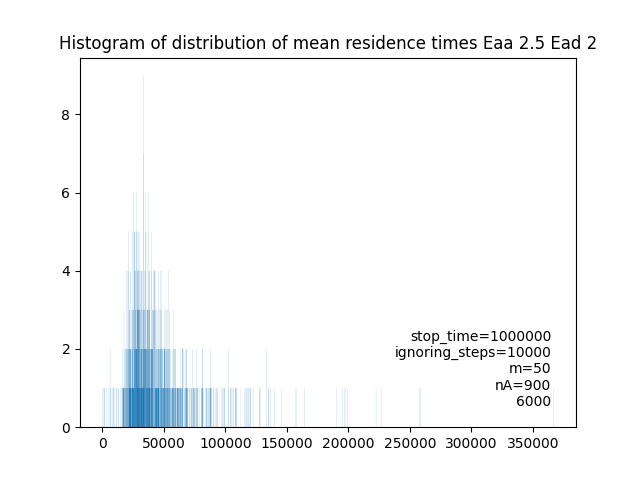 Histogram of distribution of mean residence times Eaa 2.5 Ead 2
8
6
4
2
0
stop_time=1000000
ignoring_steps=10000
m=50
nA=900
6000
0 50000 100000 150000 200000 250000 300000 350000